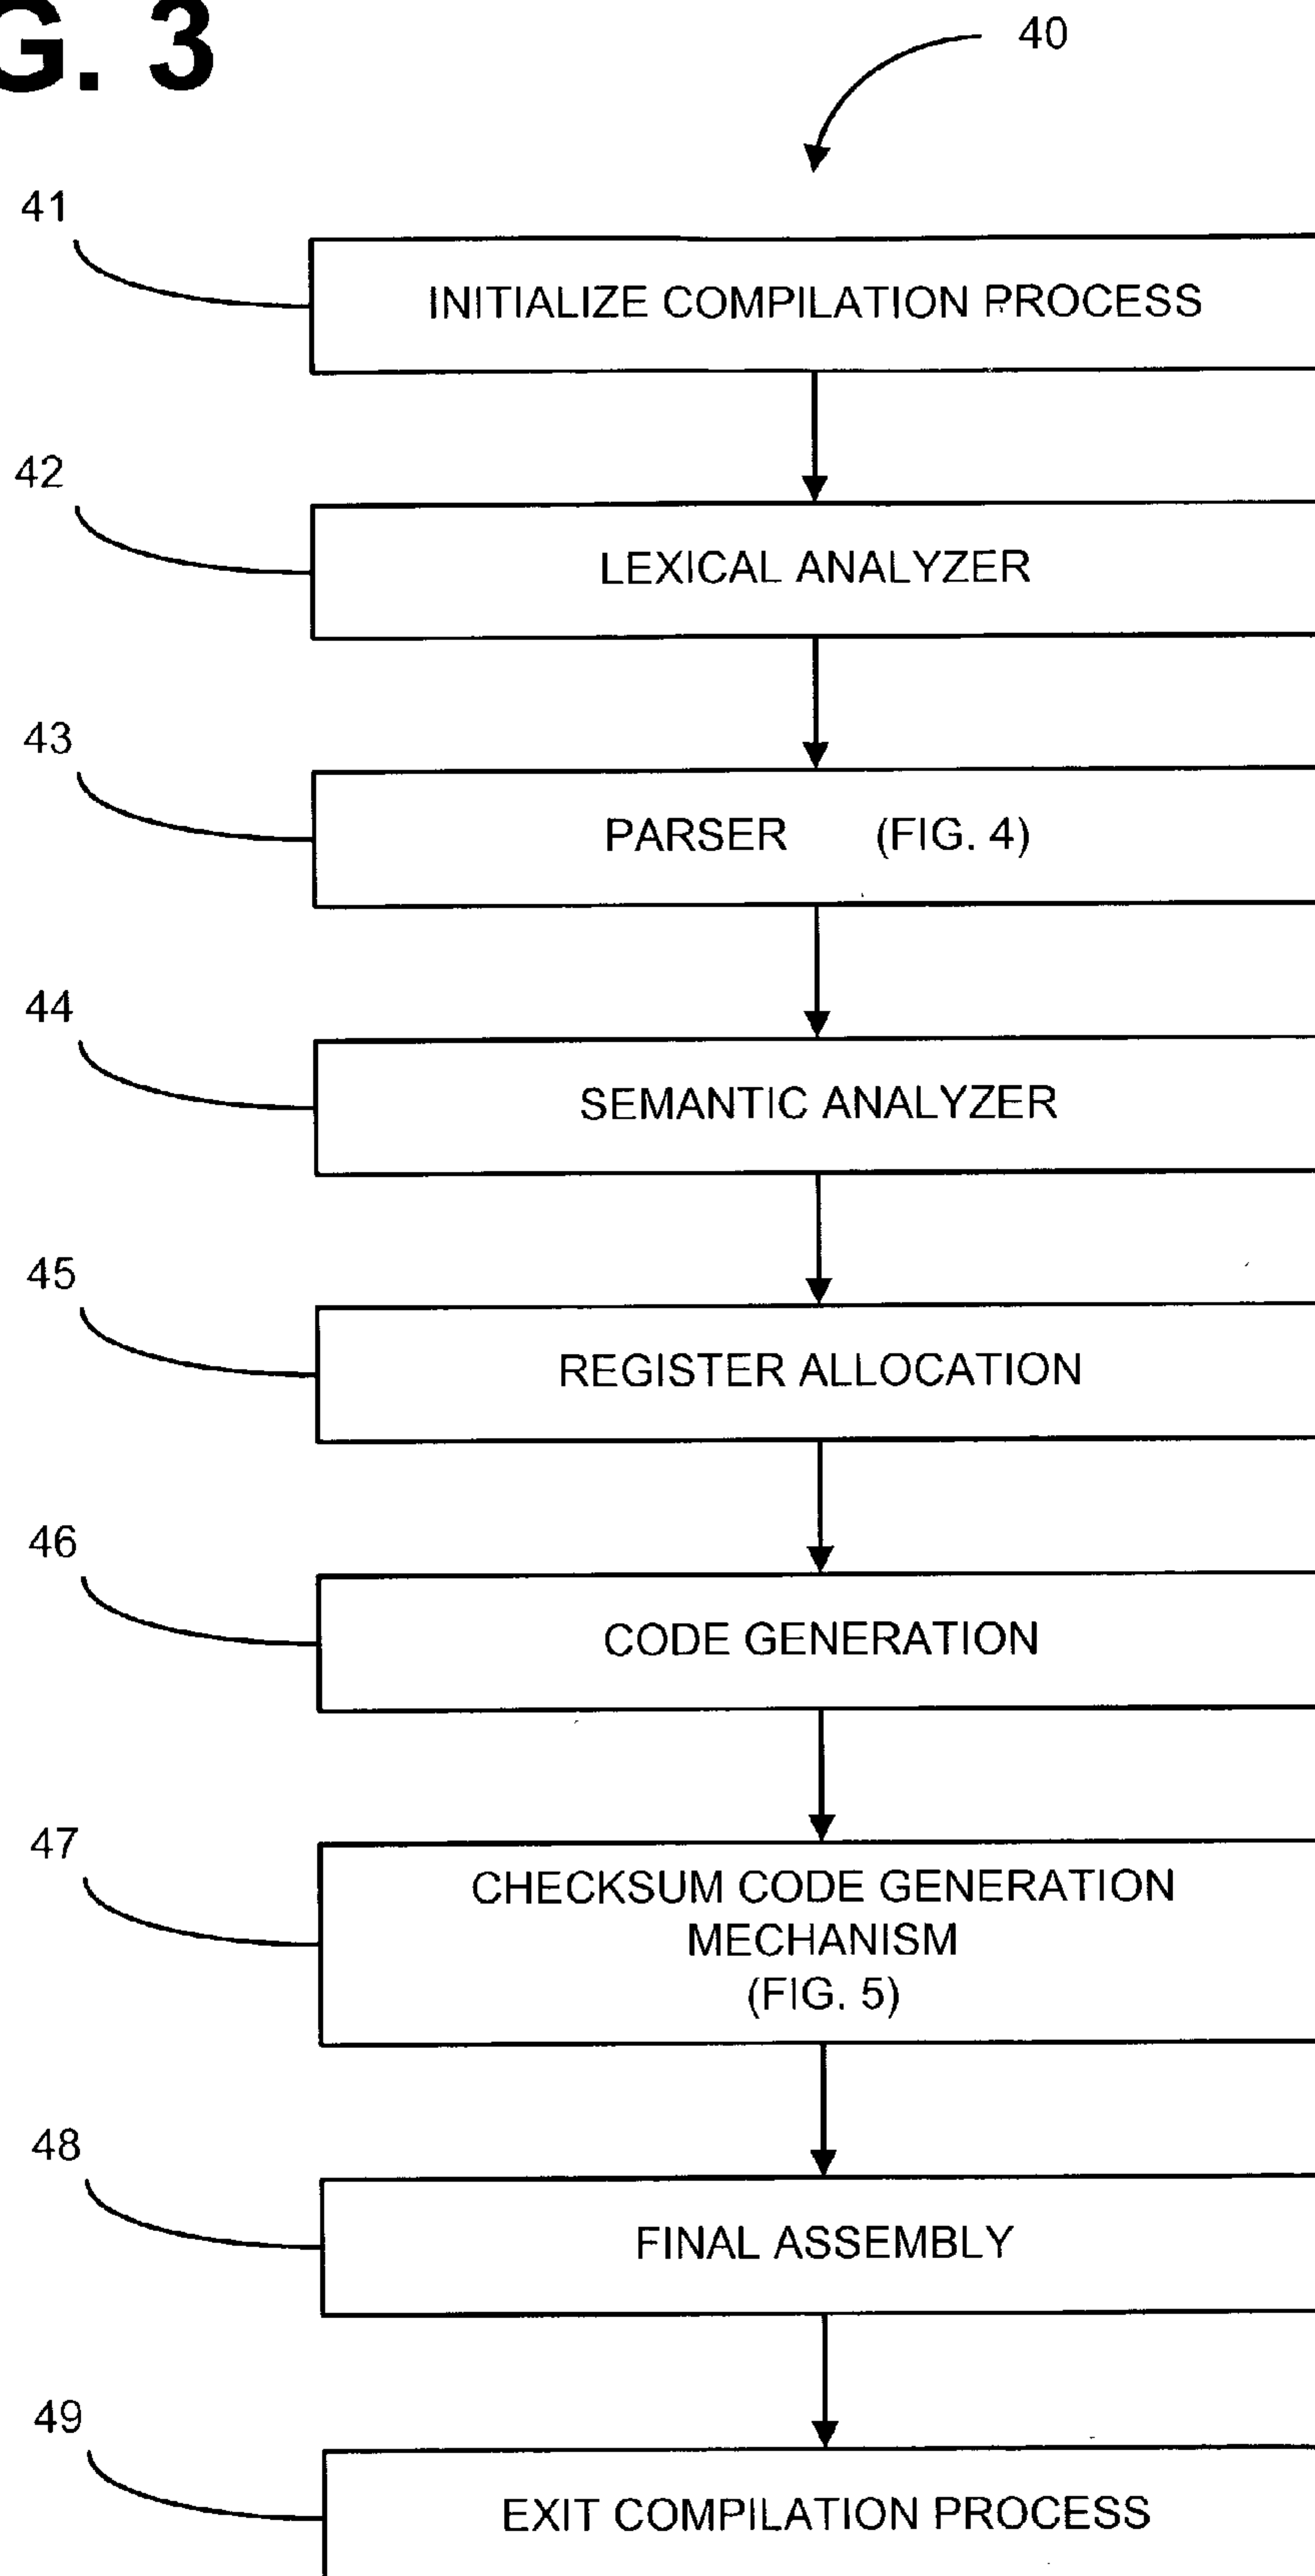 G. 3
40
41
INITIALIZE COMPILATION PROCESS
42
LEXICAL ANALYZER
43
PARSER (FIG. 4)
44
SEMANTIC ANALYZER
45
REGISTER ALLOCATION
46
CODE GENERATION
47
CHECKSUM CODE GENERATION
MECHANISM
(FIG. 5)
48
FINAL ASSEMBLY
49
EXIT COMPILATION PROCESS